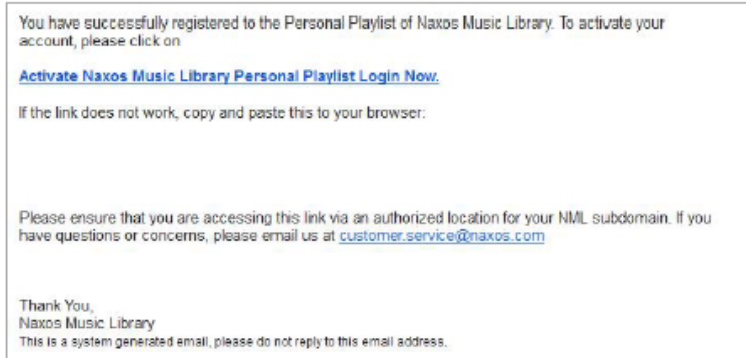 You have successfully registered to the Personal Playlist of Naxos Music Library. To activate your
account, please click on
Activate Naxos Music Library Personal Playlist Login Now.
If the link does not work, copy and paste this to your browser:
Please ensure that you are accessing this link via an authorized location for your NML subdomain. If you
have questions or concerns, please email us at customer.service@naxos.com
Thank You,
Naxos Music Library
This is a system generated email, please do not reply to this email address.